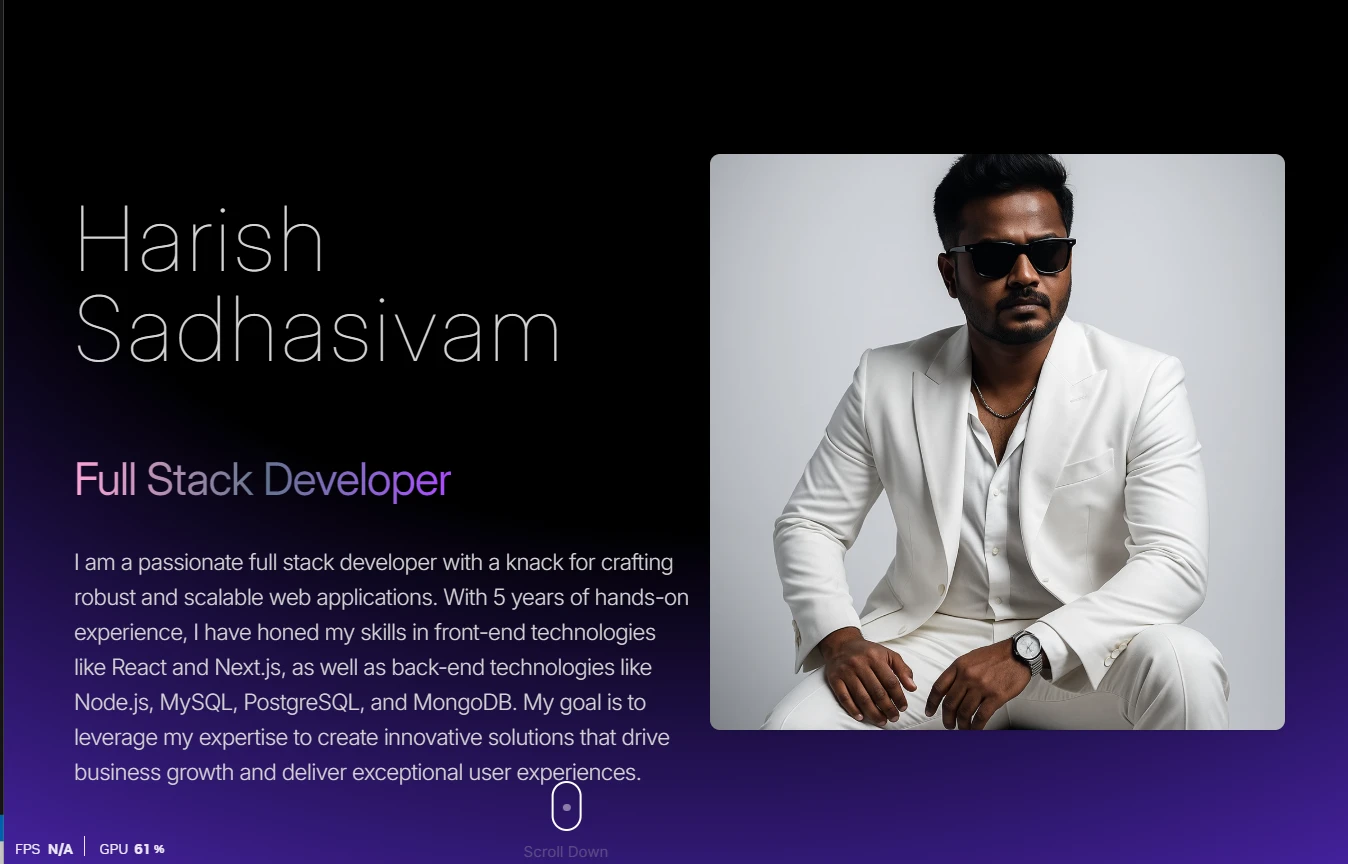 Harish
Sadhasivam
Full Stack Developer
I am a passionate full stack developer with a knack for crafting
robust and scalable web applications. With 5 years of hands-on
experience, I have honed my skills in front-end technologies
like React and Next.js, as well as back-end technologies like
Node.js, MySQL, PostgreSQL, and MongoDB. My goal is to
leverage my expertise to create innovative solutions that drive
business growth and deliver exceptional user experiences.
Scroll Down
FPS N/A GPU 61 %